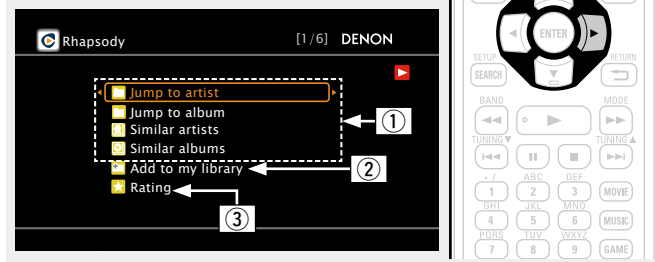 Rhapsody [1/6] DENON
Jump to artist
Jump to album
Similar artists
Similar albums
Add to my library
Rating
①
②
③
ENTER
SETUP
SEARCH
RETURN
BAND
MODE
TUNING▼
TUNING▲
. /
ABC
DEF
1
2
3
MOVIE
GHI
JKL
MNO
4
5
6
MUSIC
PQRS
TUV
WXYZ
7
8
9
GAME